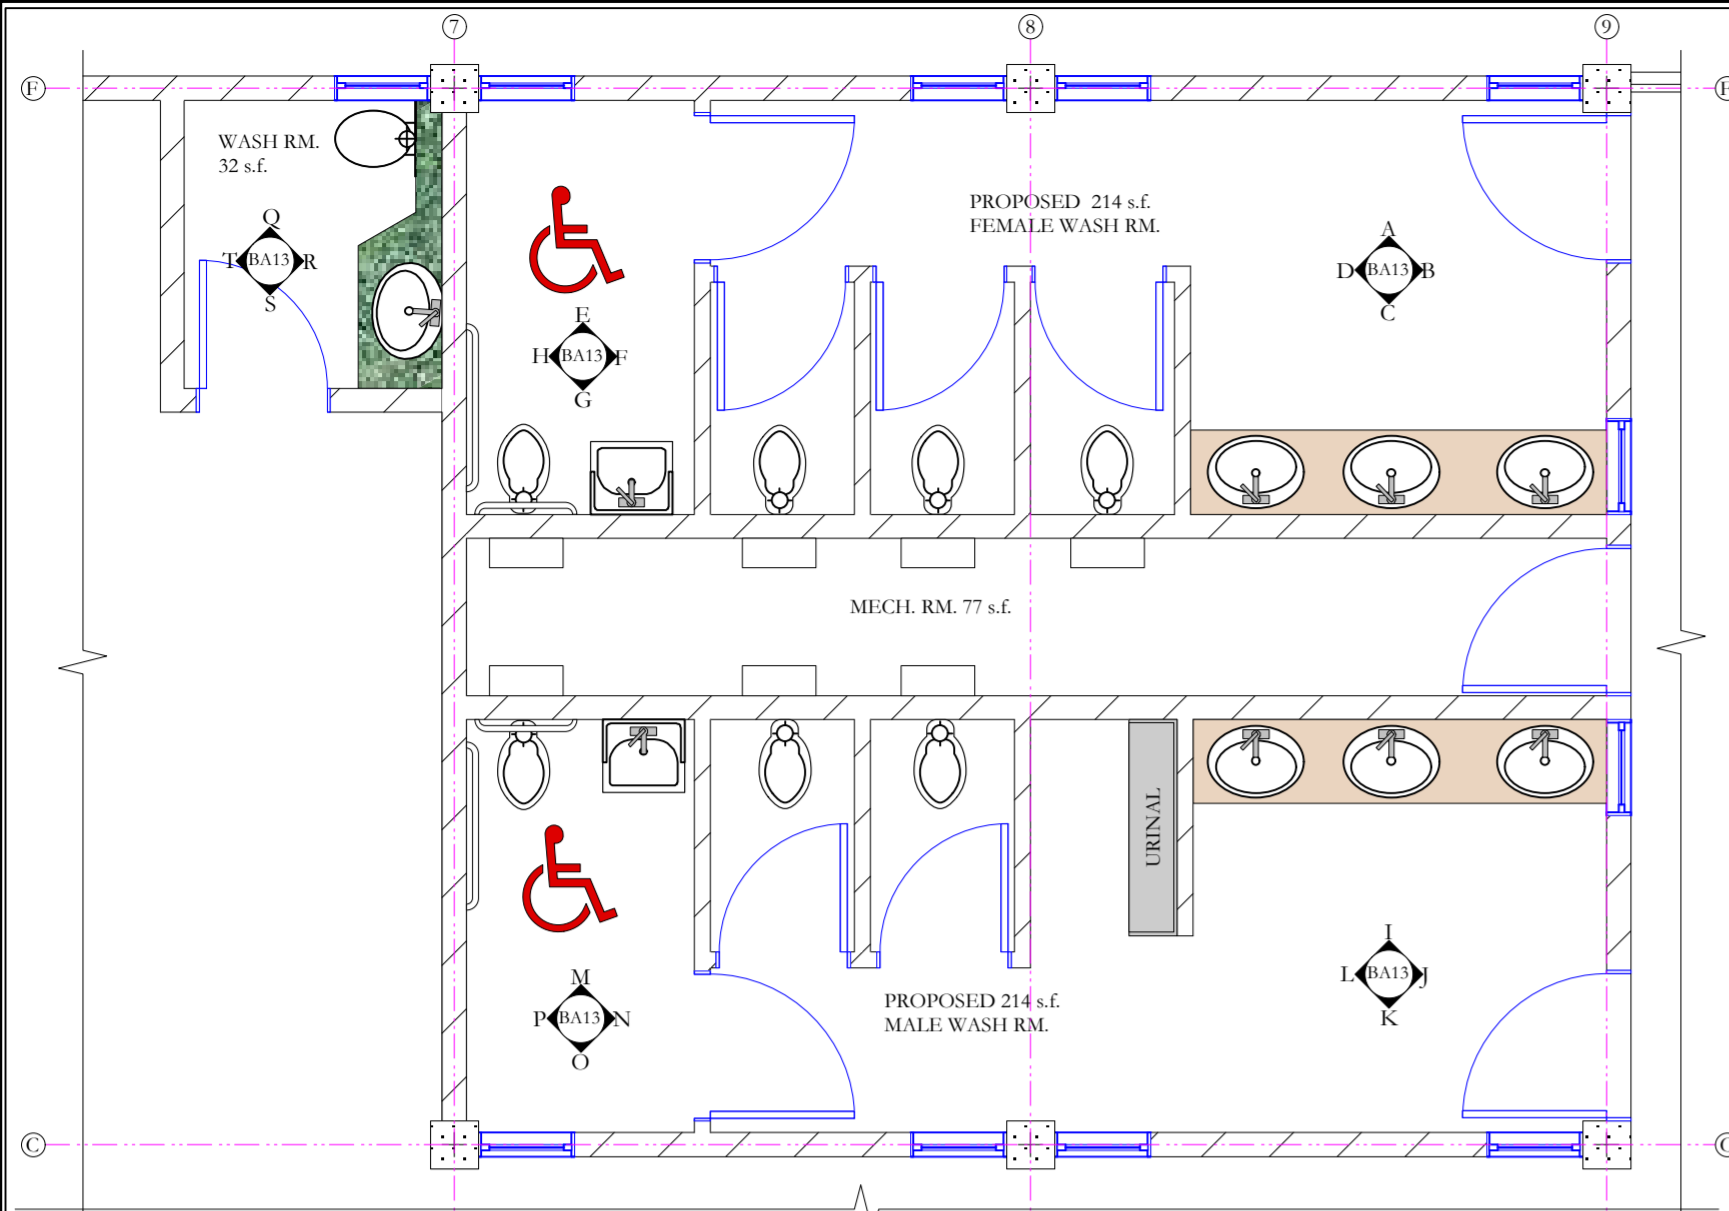 7
8
9
F
F
WASH RM.
32 s.f.
PROPOSED 214 s.f.
FEMALE WASH RM.
Q
T BA13 R
S
A
D BA13 B
C
E
H BA13 F
G
MECH. RM. 77 s.f.
URINAL
I
L BA13 J
K
M
P BA13 N
O
PROPOSED 214 s.f.
MALE WASH RM.
C
C